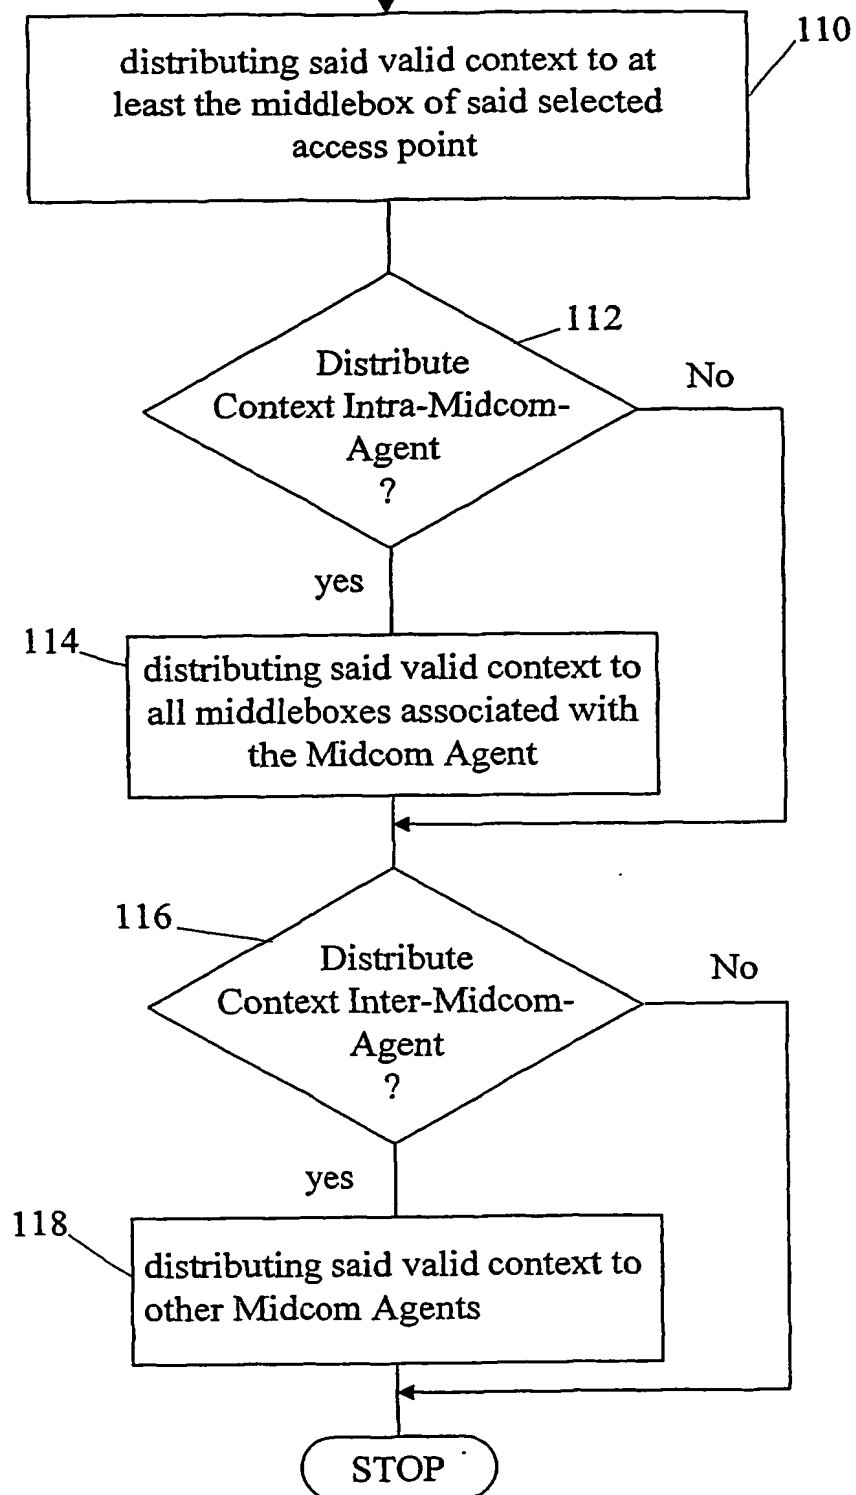 110
distributing said valid context to at
least the middlebox of said selected
access point
112
Distribute
Context Intra-Midcom-
Agent
?
No
yes
114
distributing said valid context to
all middleboxes associated with
the Midcom Agent
116
Distribute
Context Inter-Midcom-
Agent
?
No
yes
118
distributing said valid context to
other Midcom Agents
STOP